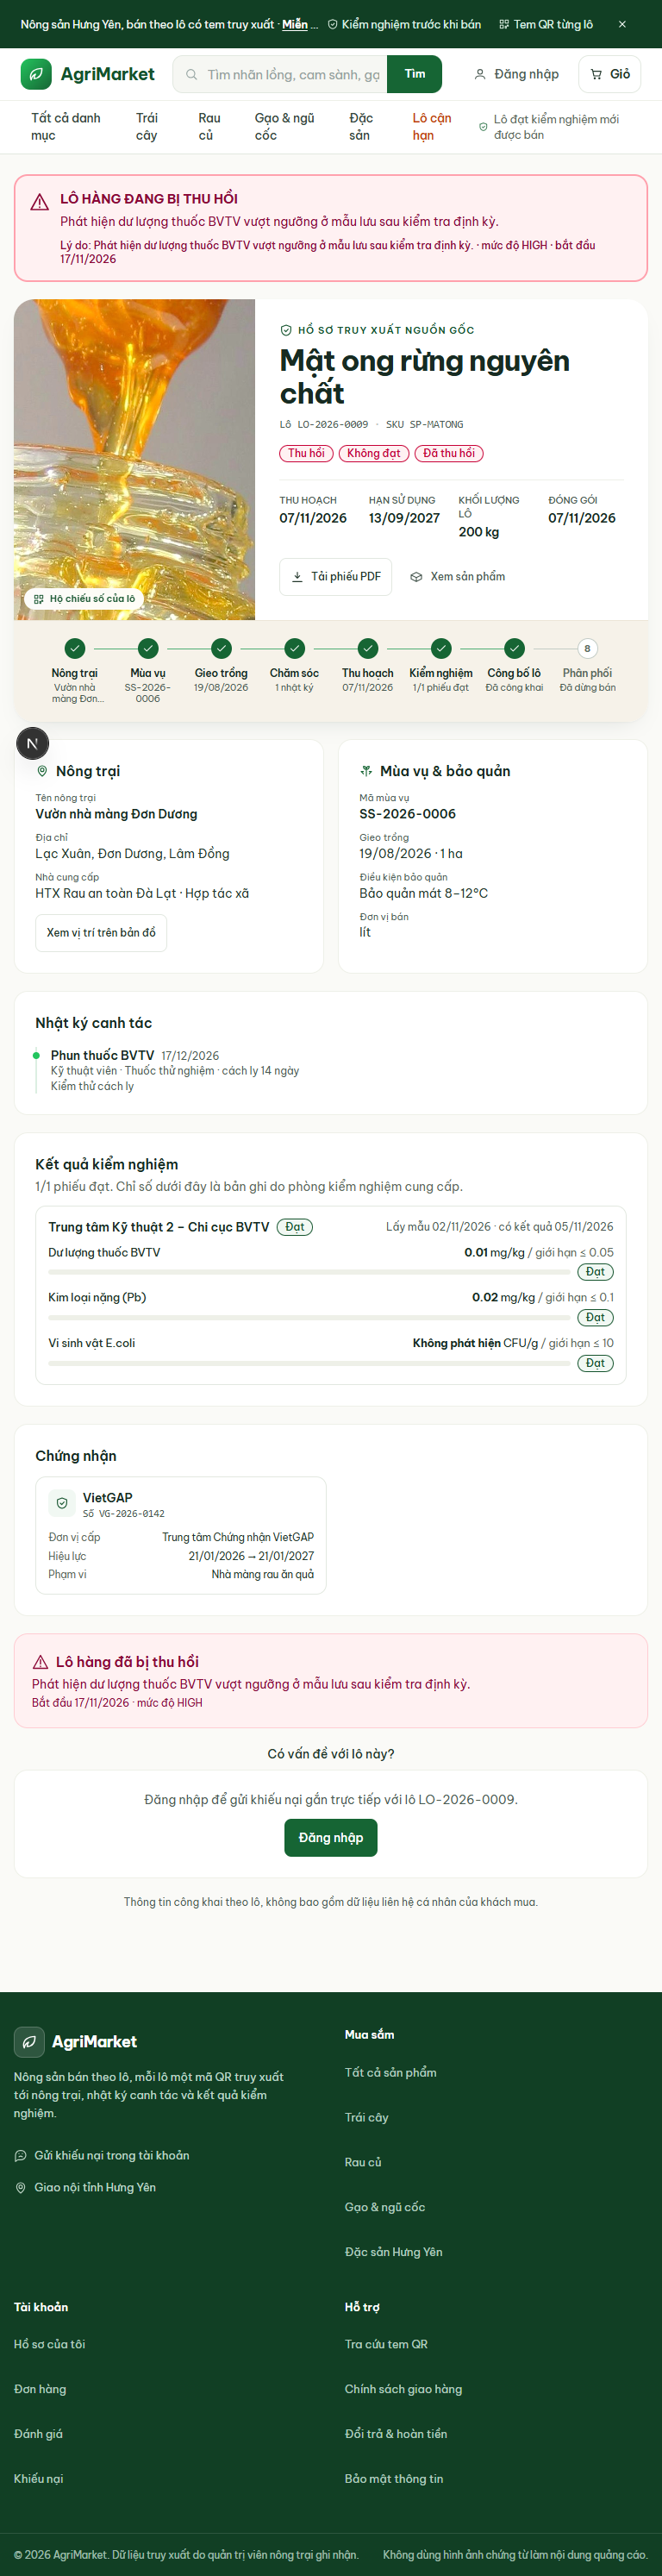 Nông sản Hưng Yên, bán theo lô có tem truy xuất · Miễn ...
Kiểm nghiệm trước khi bán
Tem QR từng lô
AgriMarket
Tìm nhãn lồng, cam sành, gạ
Tìm
Đăng nhập
Giỏ
Tất cả danh mục
Trái cây
Rau củ
Gạo & ngũ cốc
Đặc sản
Lô cận hạn
Lô đạt kiểm nghiệm mới được bán
LÔ HÀNG ĐANG BỊ THU HỒI
Phát hiện dư lượng thuốc BVTV vượt ngưỡng ở mẫu lưu sau kiểm tra định kỳ.
Lý do: Phát hiện dư lượng thuốc BVTV vượt ngưỡng ở mẫu lưu sau kiểm tra định kỳ. · mức độ HIGH · bắt đầu
17/11/2026
HỒ SƠ TRUY XUẤT NGUỒN GỐC
Mật ong rừng nguyên
chất
Lô LO-2026-0009 · SKU SP-MATONG
Thu hồi
Không đạt
Đã thu hồi
THU HOẠCH
07/11/2026
HẠN SỬ DỤNG
13/09/2027
KHỐI LƯỢNG LÔ
200 kg
ĐÓNG GÓI
07/11/2026
Tải phiếu PDF
Xem sản phẩm
Hộ chiếu số của lô
Nông trại
Vườn nhà
màng Đơn...
Mùa vụ
SS-2026-
0006
Gieo trồng
19/08/2026
Chăm sóc
1 nhật ký
Thu hoạch
07/11/2026
Kiểm nghiệm
1/1 phiếu đạt
Công bố lô
Đã công khai
8
Phân phối
Đã dừng bán
N
Nông trại
Tên nông trại
Vườn nhà màng Đơn Dương
Địa chỉ
Lạc Xuân, Đơn Dương, Lâm Đồng
Nhà cung cấp
HTX Rau an toàn Đà Lạt · Hợp tác xã
Xem vị trí trên bản đồ
Mùa vụ & bảo quản
Mã mùa vụ
SS-2026-0006
Gieo trồng
19/08/2026 · 1 ha
Điều kiện bảo quản
Bảo quản mát 8–12°C
Đơn vị bán
lít
Nhật ký canh tác
Phun thuốc BVTV 17/12/2026
Kỹ thuật viên · Thuốc thử nghiệm · cách ly 14 ngày
Kiểm thử cách ly
Kết quả kiểm nghiệm
1/1 phiếu đạt. Chỉ số dưới đây là bản ghi do phòng kiểm nghiệm cung cấp.
Trung tâm Kỹ thuật 2 – Chi cục BVTV Đạt
Lấy mẫu 02/11/2026 · có kết quả 05/11/2026
Dư lượng thuốc BVTV
0.01 mg/kg / giới hạn ≤ 0.05
Đạt
Kim loại nặng (Pb)
0.02 mg/kg / giới hạn ≤ 0.1
Đạt
Vi sinh vật E.coli
Không phát hiện CFU/g / giới hạn ≤ 10
Đạt
Chứng nhận
VietGAP
Số VG-2026-0142
Đơn vị cấp
Trung tâm Chứng nhận VietGAP
Hiệu lực
21/01/2026 → 21/01/2027
Phạm vi
Nhà màng rau ăn quả
Lô hàng đã bị thu hồi
Phát hiện dư lượng thuốc BVTV vượt ngưỡng ở mẫu lưu sau kiểm tra định kỳ.
Bắt đầu 17/11/2026 · mức độ HIGH
Có vấn đề với lô này?
Đăng nhập để gửi khiếu nại gắn trực tiếp với lô LO-2026-0009.
Đăng nhập
Thông tin công khai theo lô, không bao gồm dữ liệu liên hệ cá nhân của khách mua.
AgriMarket
Nông sản bán theo lô, mỗi lô một mã QR truy xuất
tới nông trại, nhật ký canh tác và kết quả kiểm
nghiệm.
Gửi khiếu nại trong tài khoản
Giao nội tỉnh Hưng Yên
Mua sắm
Tất cả sản phẩm
Trái cây
Rau củ
Gạo & ngũ cốc
Đặc sản Hưng Yên
Tài khoản
Hồ sơ của tôi
Đơn hàng
Đánh giá
Khiếu nại
Hỗ trợ
Tra cứu tem QR
Chính sách giao hàng
Đổi trả & hoàn tiền
Bảo mật thông tin
© 2026 AgriMarket. Dữ liệu truy xuất do quản trị viên nông trại ghi nhận.
Không dùng hình ảnh chứng từ làm nội dung quảng cáo.